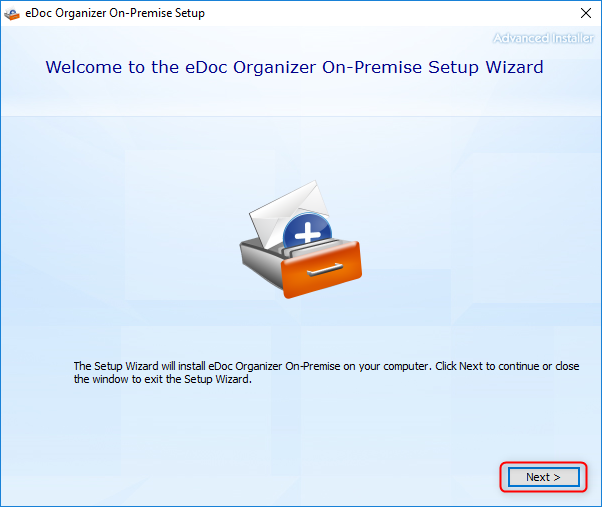 eDoc Organizer On-Premise Setup
Advanced Installer
Welcome to the eDoc Organizer On-Premise Setup Wizard
The Setup Wizard will install eDoc Organizer On-Premise on your computer. Click Next to continue or close
the window to exit the Setup Wizard.
Next >